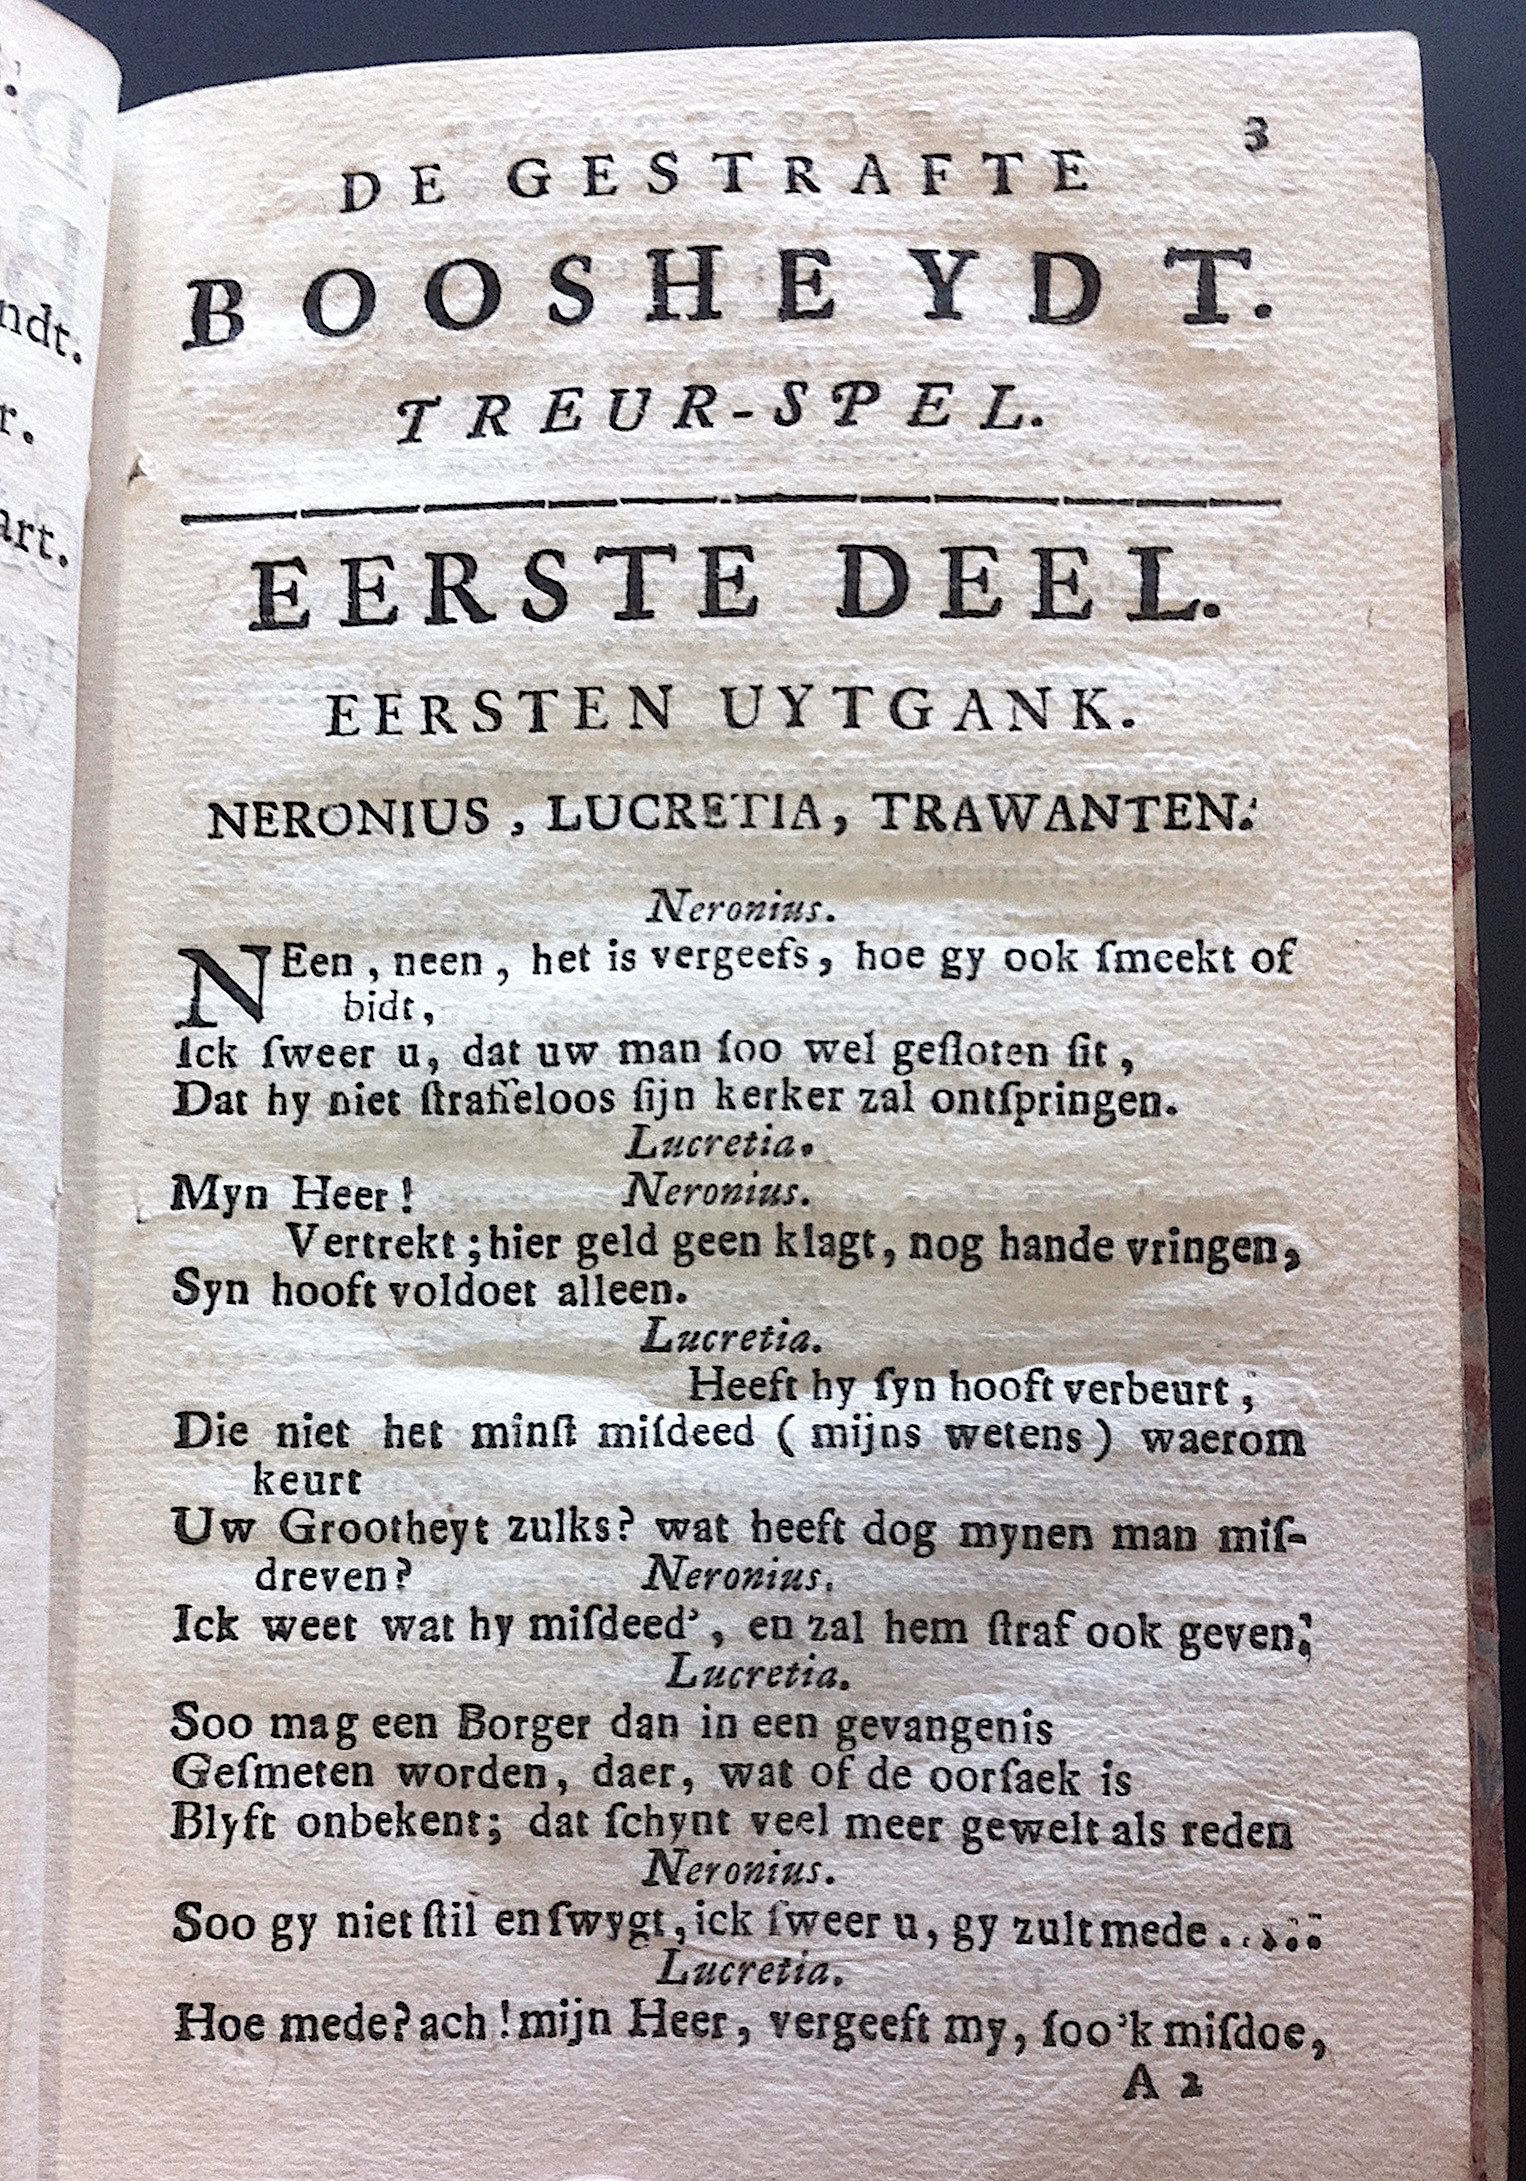 3
DE GESTRAFTE
BOOSHEYDT.
TREUR-SPEL.
EERSTE DEEL.
EERSTEN UYTGANK.
NERONIUS, LUCRETIA, TRAWANTEN.
Neronius.
NEen, neen, het is vergeefs, hoe gy ook ſmeekt of
bidt,
Ick ſweer u, dat uw man ſoo wel geſloten ſit,
Dat hy niet ſtraffeloos ſijn kerker zal ontſpringen.
Lucretia.
Myn Heer! Neronius.
Vertrekt; hier geld geen klagt, nog hande vringen,
Syn hooft voldoet alleen.
Lucretia.
Heeft hy ſyn hooft verbeurt,
Die niet het minſt miſdeed (mijns wetens) waerom
keurt
Uw Grootheyt zulks? wat heeft dog mynen man miſ-
dreven? Neronius.
Ick weet wat hy miſdeed', en zal hem ſtraf ook geven.
Lucretia.
Soo mag een Borger dan in een gevangenis
Geſmeten worden, daer, wat of de oorſaek is
Blyft onbekent; dat ſchynt veel meer gewelt als reden
Neronius.
Soo gy niet ſtil en ſwygt, ick ſweer u, gy zult mede......
Lucretia.
Hoe mede? ach! mijn Heer, vergeeft my, ſoo'k miſdoe,
A 2
ndt.
r.
art.